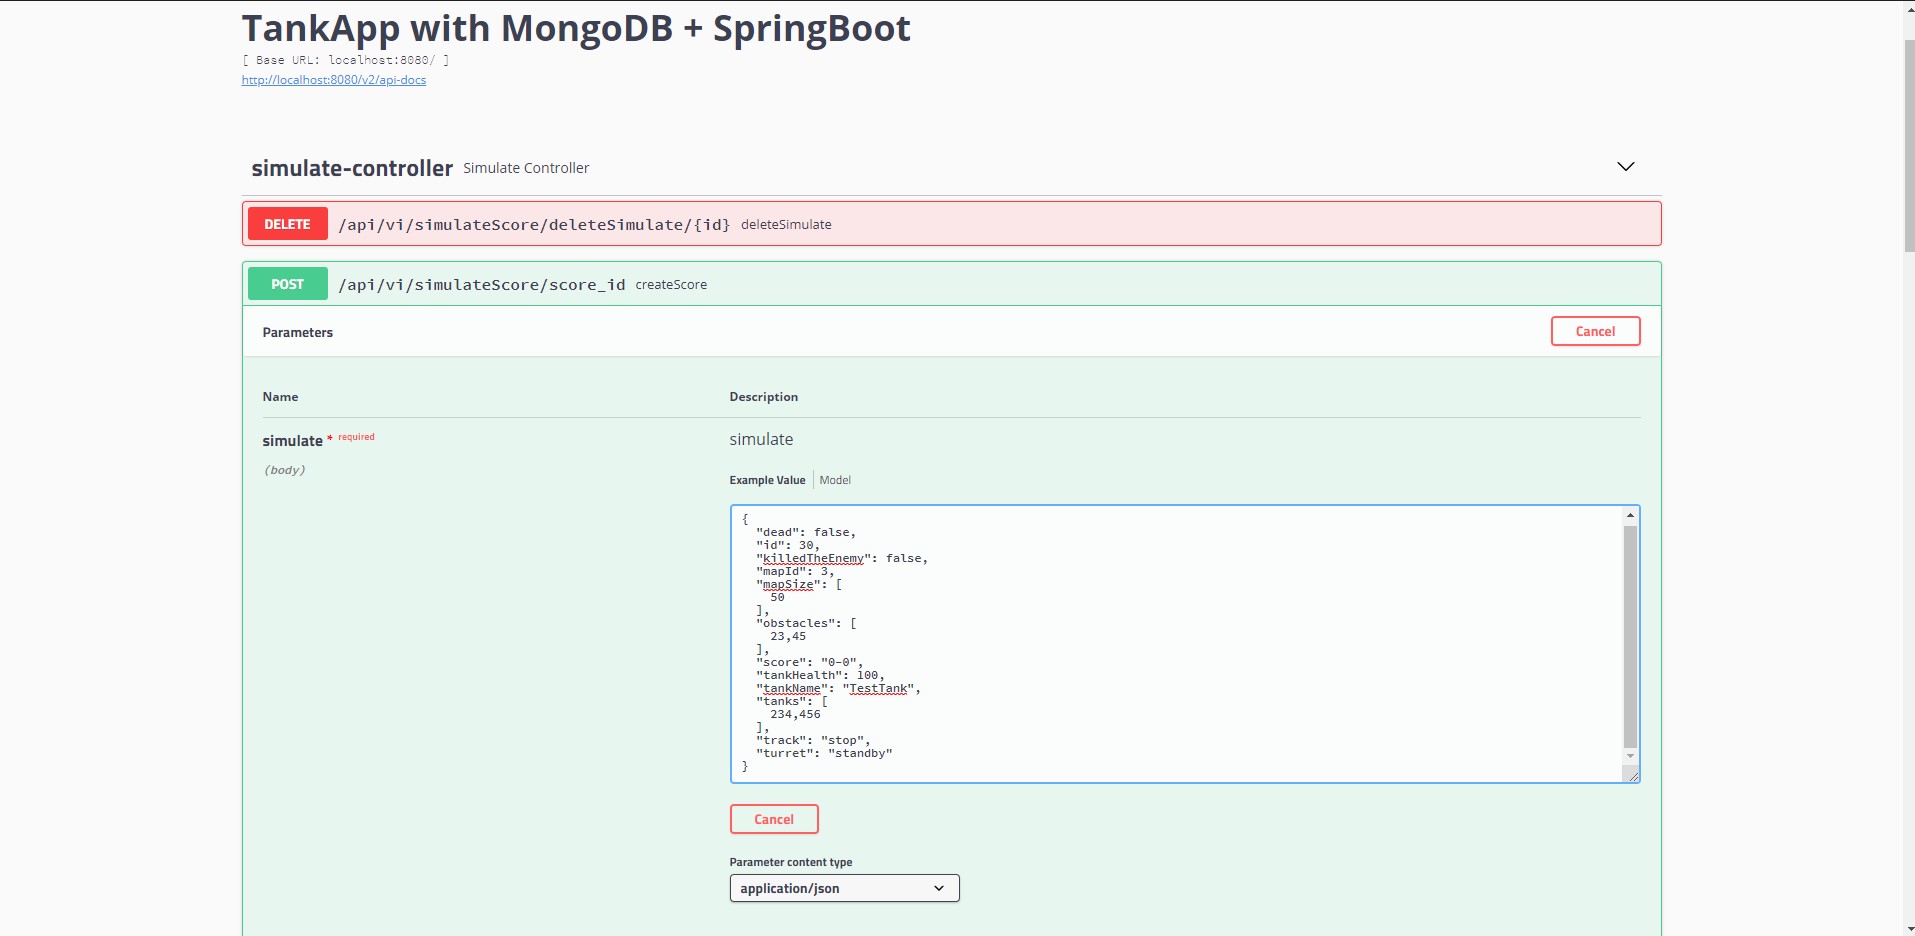 TankApp with MongoDB + SpringBoot
[ Base URL: localhost:8080/ ]
http://localhost:8080/v2/api-docs
simulate-controller Simulate Controller
DELETE /api/vi/simulateScore/deleteSimulate/{id} deleteSimulate
POST /api/vi/simulateScore/score_id createScore
Parameters Cancel
Name Description
simulate * required simulate
(body)
Example Value Model
{
"dead": false,
"id": 30,
"killedTheEnemy": false,
"mapId": 3,
"mapSize": [
50
],
"obstacles": [
23,45
],
"score": "0-0",
"tankHealth": 100,
"tankName": "TestTank",
"tanks": [
234,456
],
"track": "stop",
"turret": "standby"
}
Cancel
Parameter content type
application/json